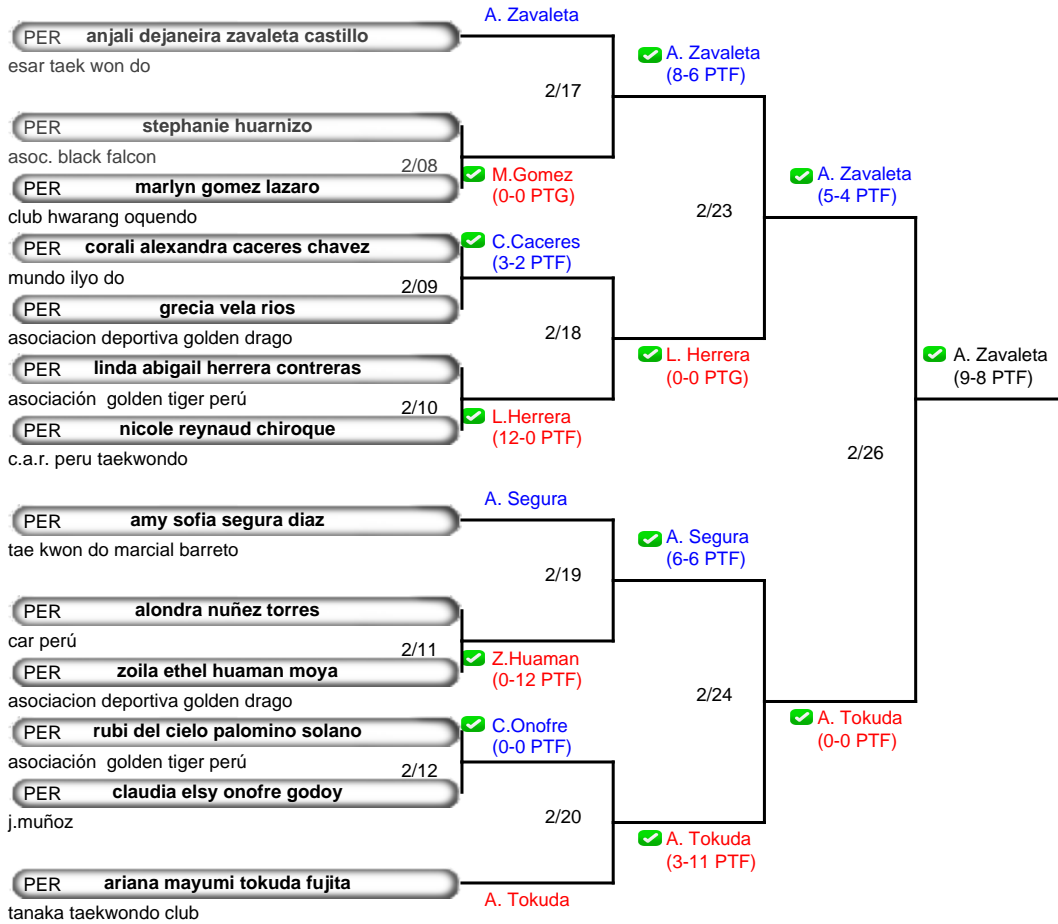 A. Zavaleta
PER anjali dejaneira zavaleta castillo
esar taek won do
A. Zavaleta
(8-6 PTF)
2/17
PER stephanie huarnizo
asoc. black falcon
2/08
M.Gomez
(0-0 PTG)
PER marlyn gomez lazaro
club hwarang oquendo
A. Zavaleta
(5-4 PTF)
2/23
PER corali alexandra caceres chavez
C.Caceres
(3-2 PTF)
mundo ilyo do
2/09
PER grecia vela rios
asociacion deportiva golden drago
2/18
L. Herrera
(0-0 PTG)
PER linda abigail herrera contreras
asociación  golden tiger perú
2/10
L.Herrera
(12-0 PTF)
PER nicole reynaud chiroque
c.a.r. peru taekwondo
A. Zavaleta
(9-8 PTF)
2/26
A. Segura
PER amy sofia segura diaz
tae kwon do marcial barreto
A. Segura
(6-6 PTF)
2/19
PER alondra nuñez torres
car perú
2/11
Z.Huaman
(0-12 PTF)
PER zoila ethel huaman moya
asociacion deportiva golden drago
2/24
A. Tokuda
(0-0 PTF)
PER rubi del cielo palomino solano
C.Onofre
(0-0 PTF)
asociación  golden tiger perú
2/12
PER claudia elsy onofre godoy
j.muñoz
2/20
A. Tokuda
(3-11 PTF)
PER ariana mayumi tokuda fujita
A. Tokuda
tanaka taekwondo club